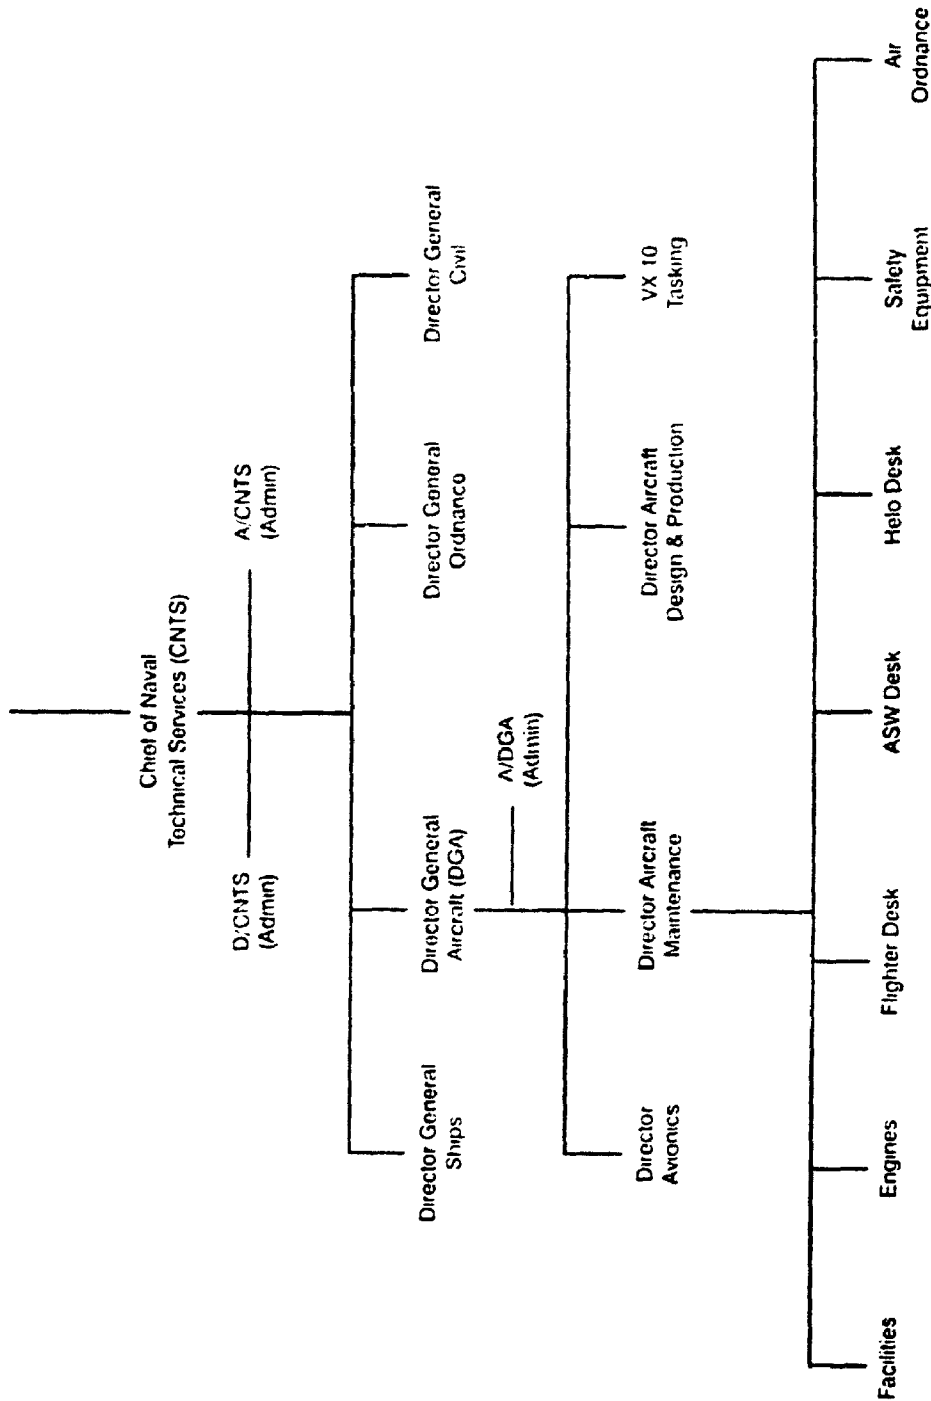 Chief of Naval
Technical Services (CNTS)
D/CNTS
(Admin)
A/CNTS
(Admin)
Director General
Ships
Director General
Aircraft (DGA)
Director General
Ordnance
Director General
Civil
A/DGA
(Admin)
Director
Avionics
Director Aircraft
Maintenance
Director Aircraft
Design & Production
VX 10
Tasking
Facilities
Engines
Flighter Desk
ASW Desk
Helo Desk
Safety
Equipment
Air
Ordnance